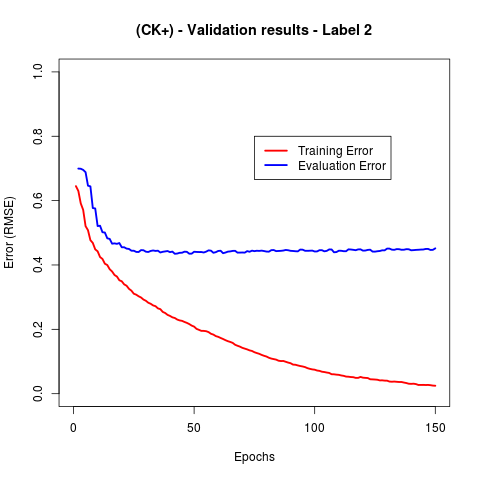 (CK+) - Validation results - Label 2
Error (RMSE)
1.0
0.8
0.6
0.4
0.2
0.0
Training Error
Evaluation Error
0 50 100 150
Epochs